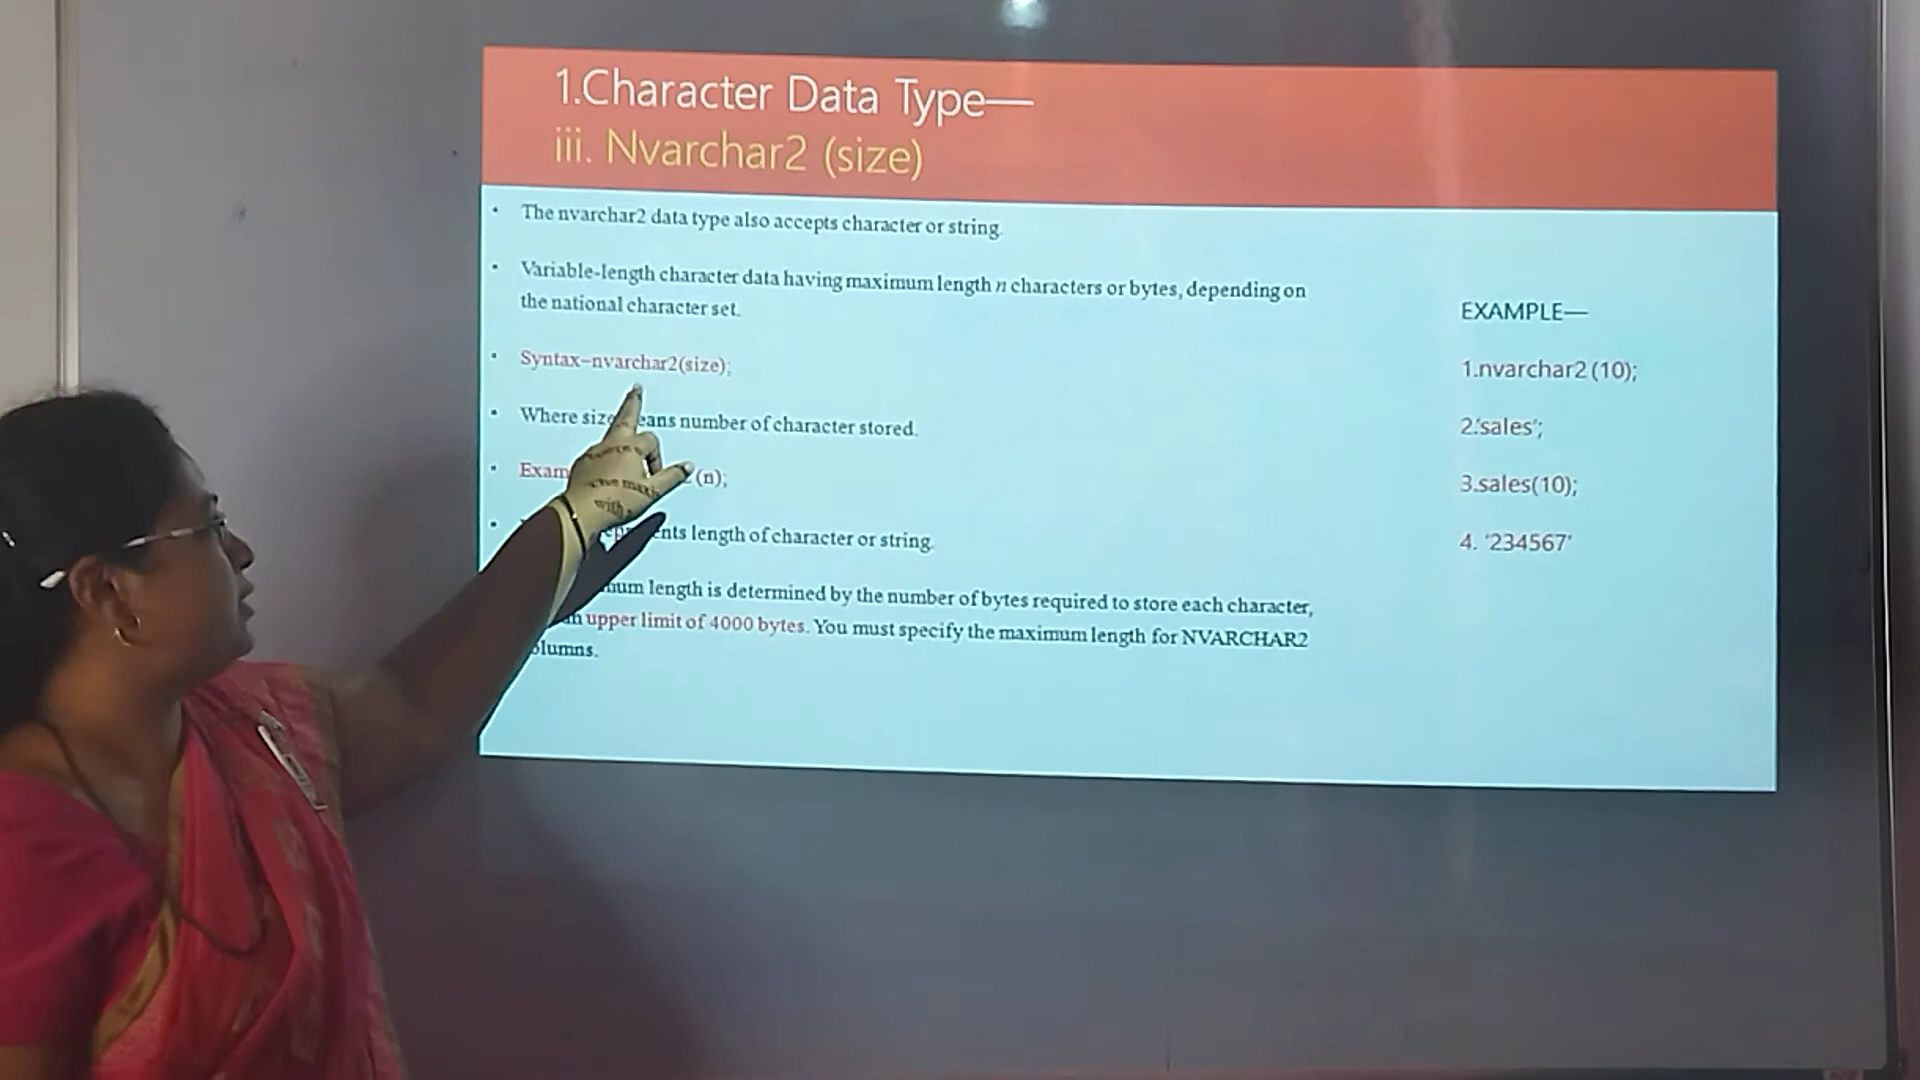 1.Character Data Type—
iii. Nvarchar2 (size)
• The nvarchar2 data type also accepts character or string.
• Variable-length character data having maximum length n characters or bytes, depending on
the national character set.
• Syntax–nvarchar2(size);
• Where size means number of character stored.
• (n);
• length of character or string.
length is determined by the number of bytes required to store each character,
upper limit of 4000 bytes. You must specify the maximum length for NVARCHAR2
columns.
EXAMPLE—
1.nvarchar2 (10);
2.‘sales’;
3.sales(10);
4. ‘234567’